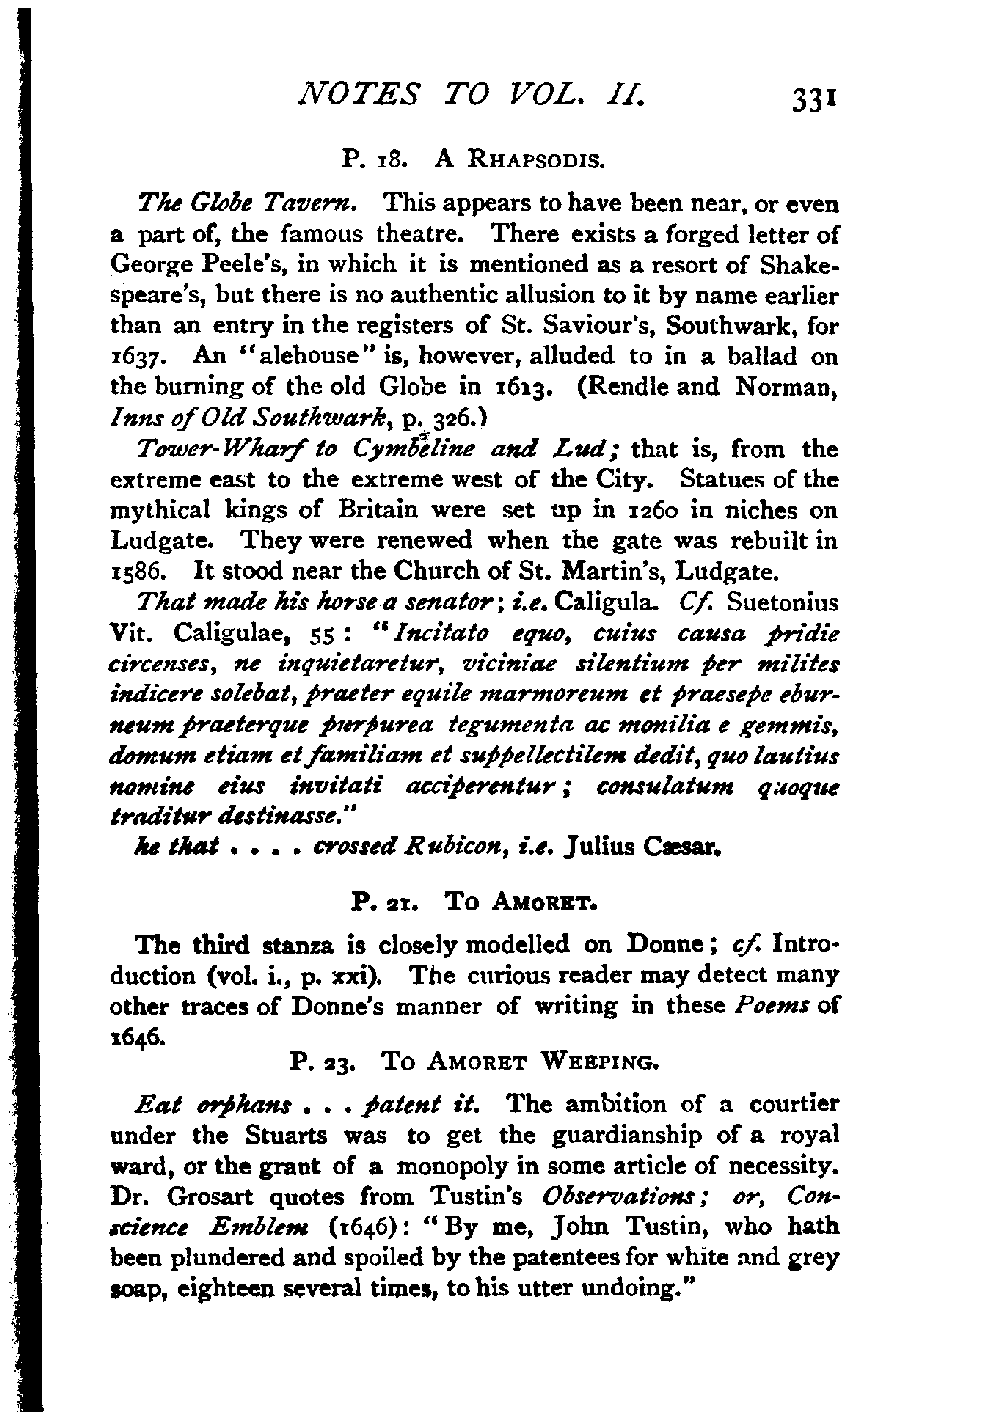 NOTES TO VOL. II. 331
P. 18. A RHAPSODIS.
The Globe Tavern. This appears to have been near, or even
a part of, the famous theatre. There exists a forged letter of
George Peele's, in which it is mentioned as a resort of Shake-
speare's, but there is no authentic allusion to it by name earlier
than an entry in the registers of St. Saviour's, Southwark, for
1637. An "alehouse" is, however, alluded to in a ballad on
the burning of the old Globe in 1613. (Rendle and Norman,
Inns of Old Southwark, p. 326.)
Tower-Wharf to Cymbeline and Lud; that is, from the
extreme east to the extreme west of the City. Statues of the
mythical kings of Britain were set up in 1260 in niches on
Ludgate. They were renewed when the gate was rebuilt in
1586. It stood near the Church of St. Martin's, Ludgate.
That made his horse a senator; i.e. Caligula. Cf. Suetonius
Vit. Caligulae, 55 : "Incitato equo, cuius causa pridie
circenses, ne inquietaretur, viciniae silentium per milites
indicere solebat, praeter equile marmoreum et praesepe ebur-
neum praeterque purpurea tegumenta ac monilia e gemmis,
domum etiam et familiam et suppellectilem dedit, quo lautius
nomine eius invitati acciperentur; consulatum quoque
traditur destinasse."
he that . . . . crossed Rubicon, i.e. Julius Cæsar.
P. 21. TO AMORET.
The third stanza is closely modelled on Donne; cf. Intro-
duction (vol. i., p. xxi). The curious reader may detect many
other traces of Donne's manner of writing in these Poems of
1646.
P. 23. TO AMORET WEEPING.
Eat orphans . . . patent it. The ambition of a courtier
under the Stuarts was to get the guardianship of a royal
ward, or the grant of a monopoly in some article of necessity.
Dr. Grosart quotes from Tustin's Observations; or, Con-
science Emblem (1646): "By me, John Tustin, who hath
been plundered and spoiled by the patentees for white and grey
soap, eighteen several times, to his utter undoing."